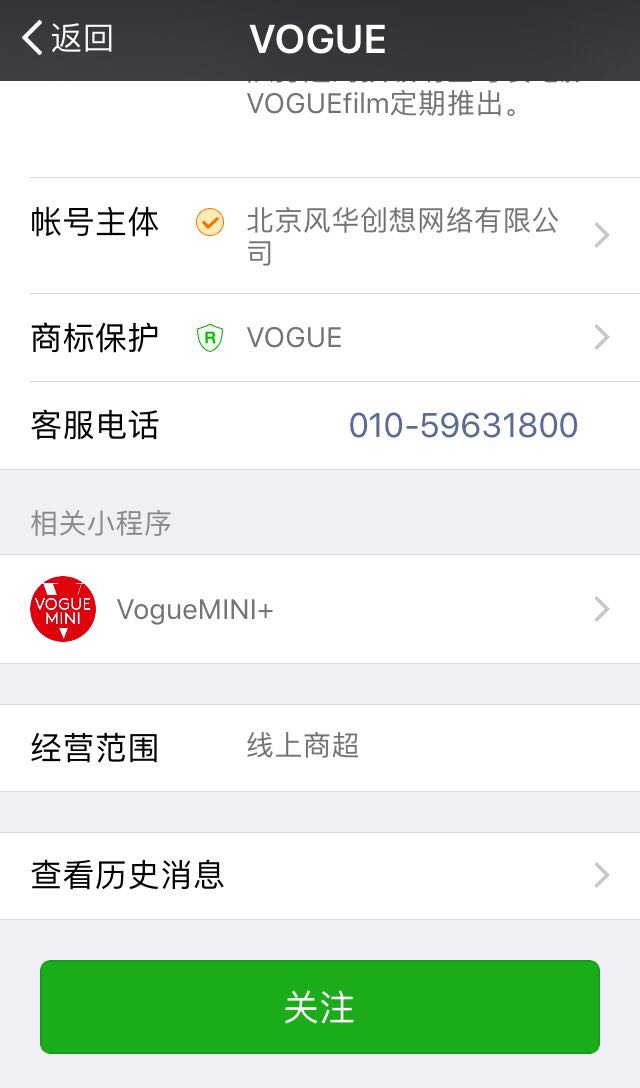 返回
VOGUE
VOGUEfilm定期推出。
帐号主体
北京风华创想网络有限公
司
商标保护
R
VOGUE
客服电话
010-59631800
相关小程序
VOGUE
MINI
VogueMINI+
经营范围
线上商超
查看历史消息
关注